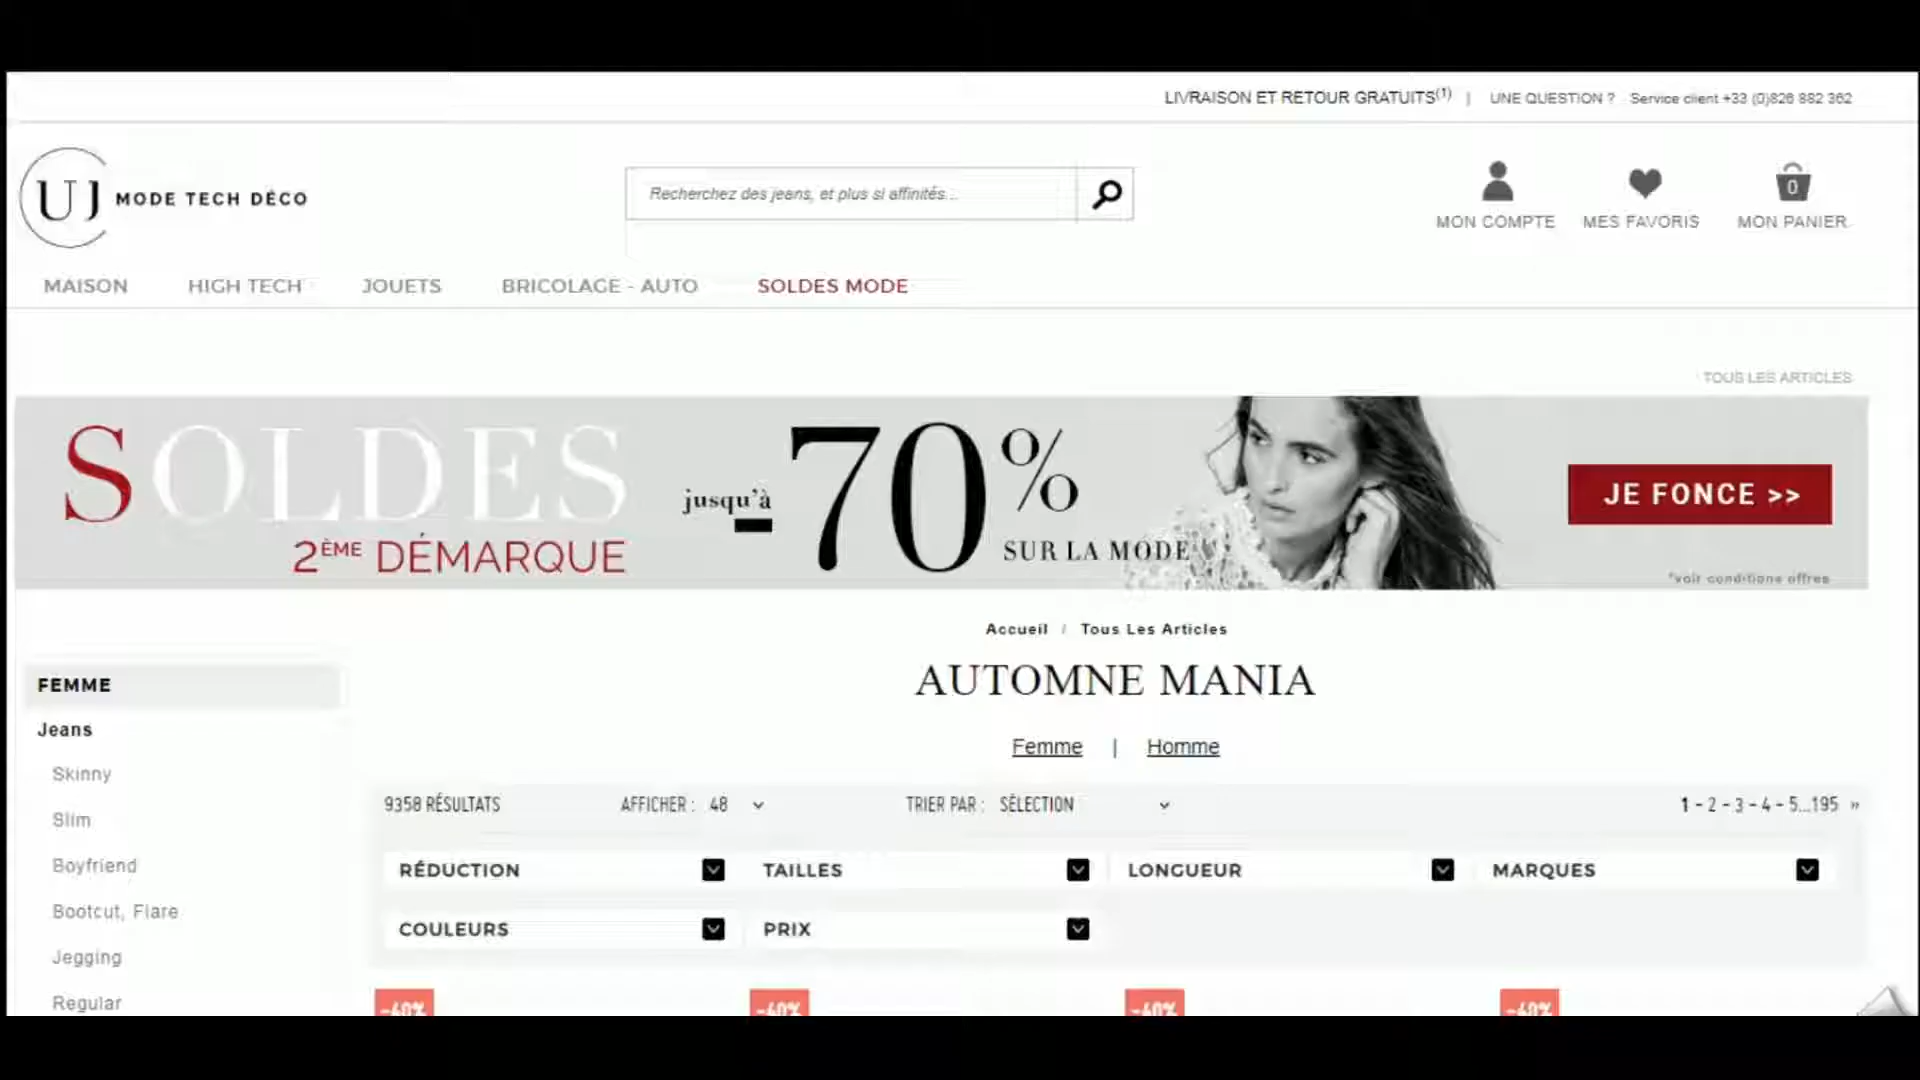 LIVRAISON ET RETOUR GRATUITS(1) | UNE QUESTION ? Service client +33 (0)826 882 362
UJ MODE TECH DÉCO
Recherchez des jeans, et plus si affinités...
0
MON COMPTE MES FAVORIS MON PANIER
MAISON HIGH TECH JOUETS BRICOLAGE - AUTO SOLDES MODE
TOUS LES ARTICLES
SOLDES
2ÈME DÉMARQUE
jusqu'à
-70%
SUR LA MODE
JE FONCE >>
*voir conditions offres
Accueil / Tous Les Articles
AUTOMNE MANIA
Femme | Homme
FEMME
Jeans
Skinny
Slim
Boyfriend
Bootcut, Flare
Jegging
Regular
9358 RÉSULTATS AFFICHER : 48 TRIER PAR : SÉLECTION 1 - 2 - 3 - 4 - 5...195 »
RÉDUCTION TAILLES LONGUEUR MARQUES
COULEURS PRIX
-40% -40% -40% -40%